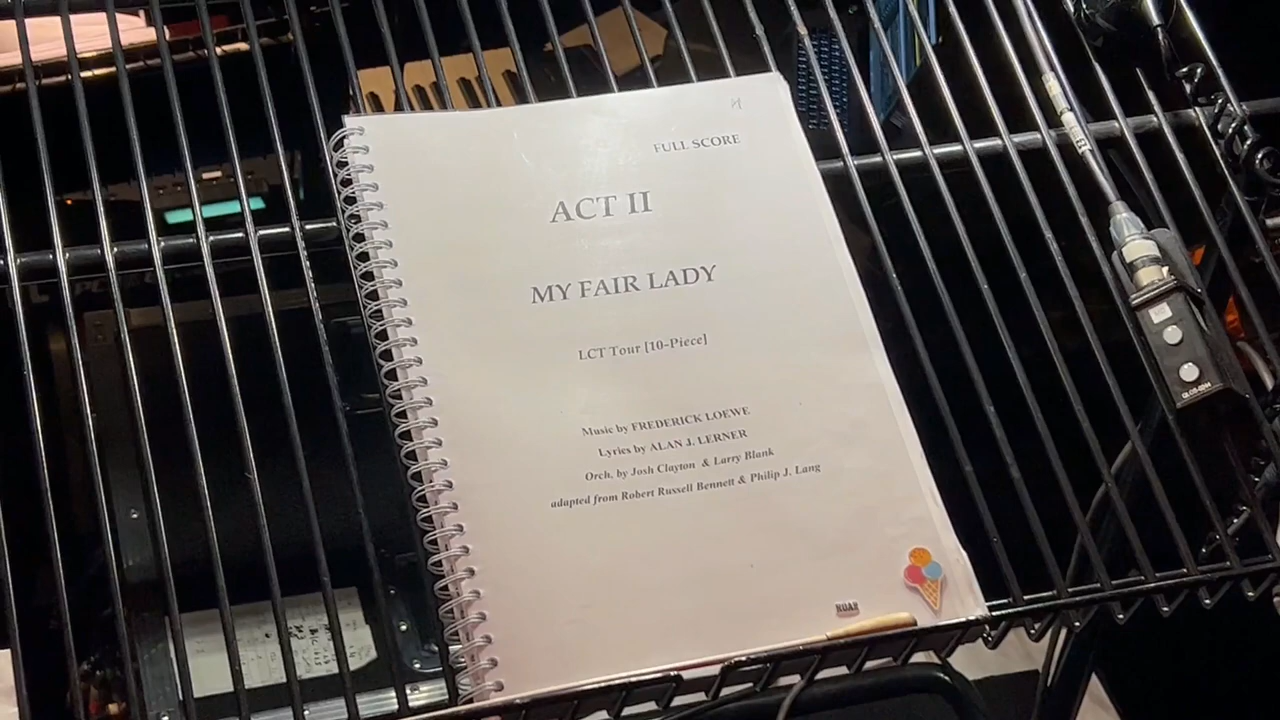 FULL SCORE
ACT II
MY FAIR LADY
LCT Tour [10-Piece]
Music by FREDERICK LOEWE
Lyrics by ALAN J. LERNER
Orch. by Josh Clayton & Larry Blank
adapted from Robert Russell Bennett & Philip J. Lang